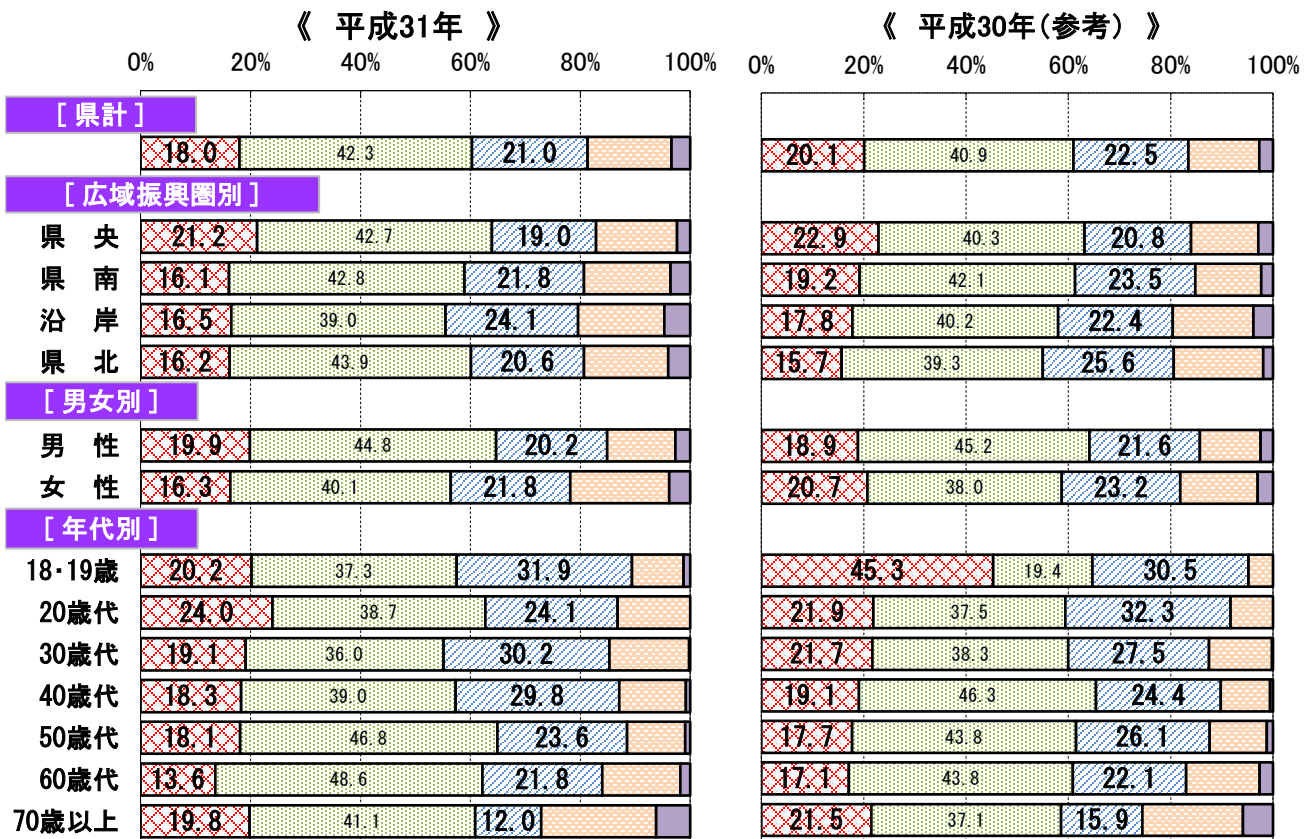 《 平成31年 》 《 平成30年(参考) 》
0% 20% 40% 60% 80% 100% 0% 20% 40% 60% 80% 100%
[ 県計 ]
18.0 42.3 21.0 20.1 40.9 22.5
[ 広域振興圏別 ]
県 央 21.2 42.7 19.0 22.9 40.3 20.8
県 南 16.1 42.8 21.8 19.2 42.1 23.5
沿 岸 16.5 39.0 24.1 17.8 40.2 22.4
県 北 16.2 43.9 20.6 15.7 39.3 25.6
[ 男女別 ]
男 性 19.9 44.8 20.2 18.9 45.2 21.6
女 性 16.3 40.1 21.8 20.7 38.0 23.2
[ 年代別 ]
18・19歳 20.2 37.3 31.9 45.3 19.4 30.5
20歳代 24.0 38.7 24.1 21.9 37.5 32.3
30歳代 19.1 36.0 30.2 21.7 38.3 27.5
40歳代 18.3 39.0 29.8 19.1 46.3 24.4
50歳代 18.1 46.8 23.6 17.7 43.8 26.1
60歳代 13.6 48.6 21.8 17.1 43.8 22.1
70歳以上 19.8 41.1 12.0 21.5 37.1 15.9